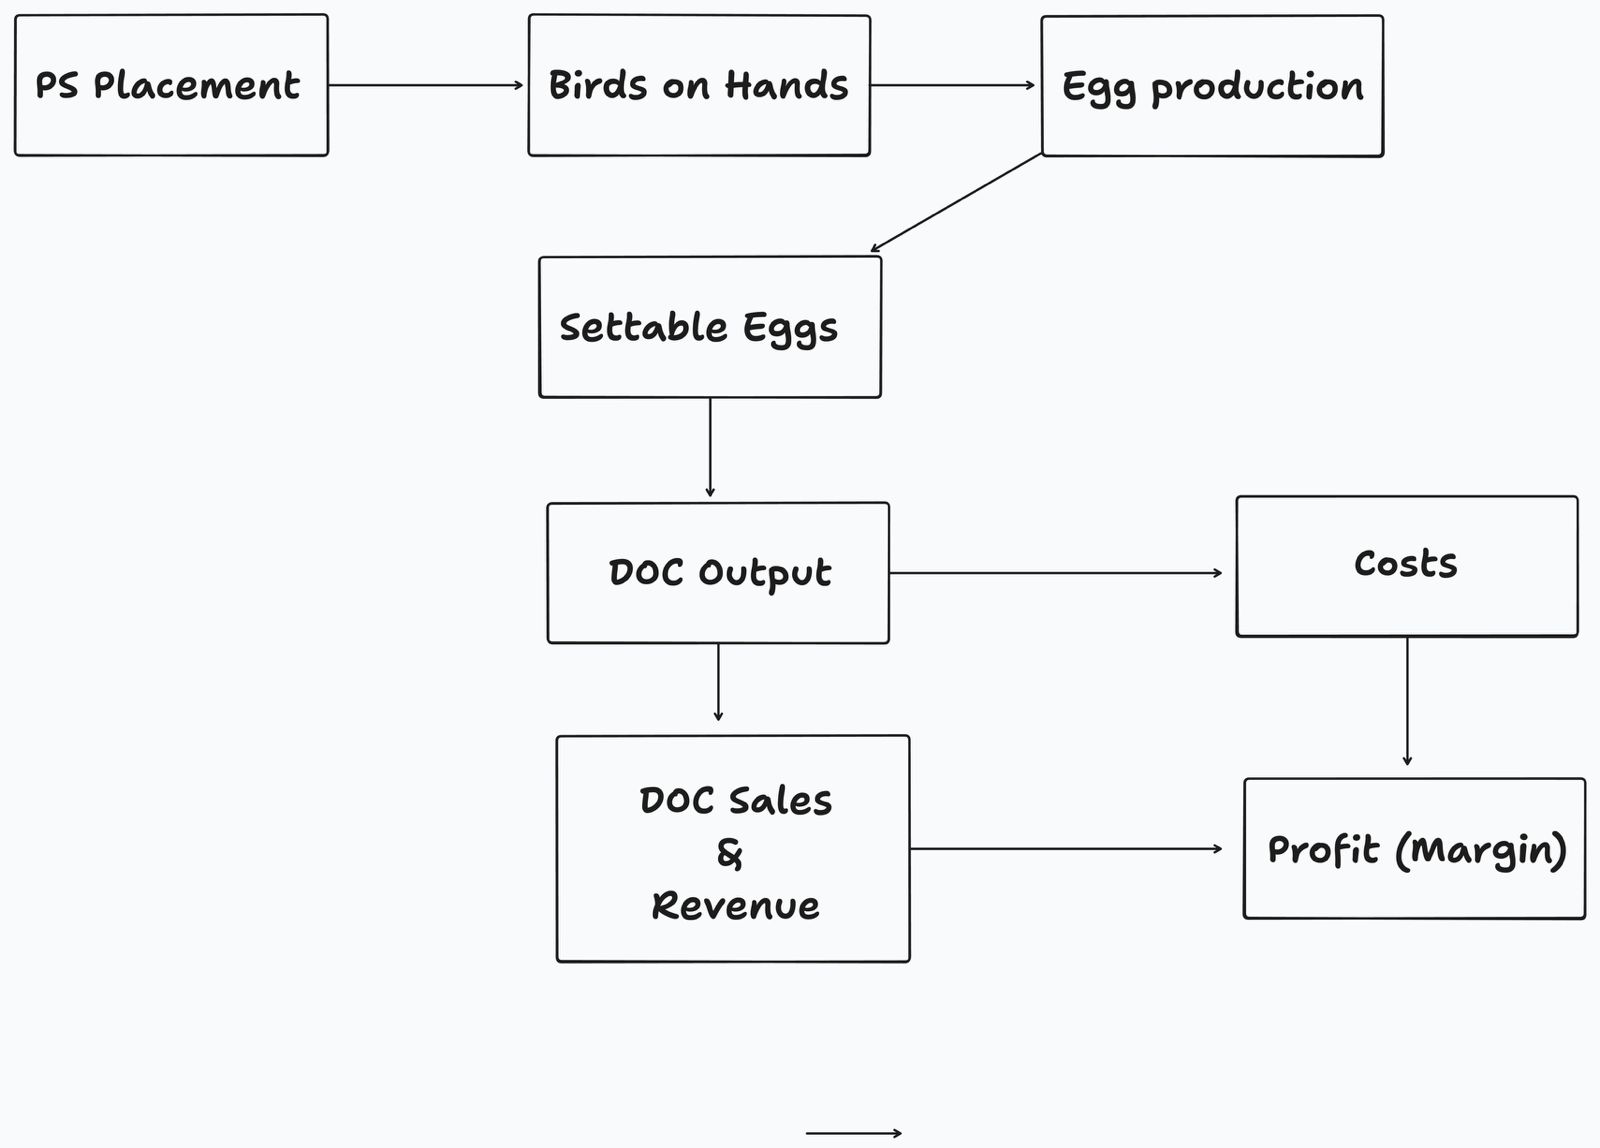 PS Placement
Birds on Hands
Egg production
Settable Eggs
DOC Output
Costs
DOC Sales
&
Revenue
Profit (Margin)